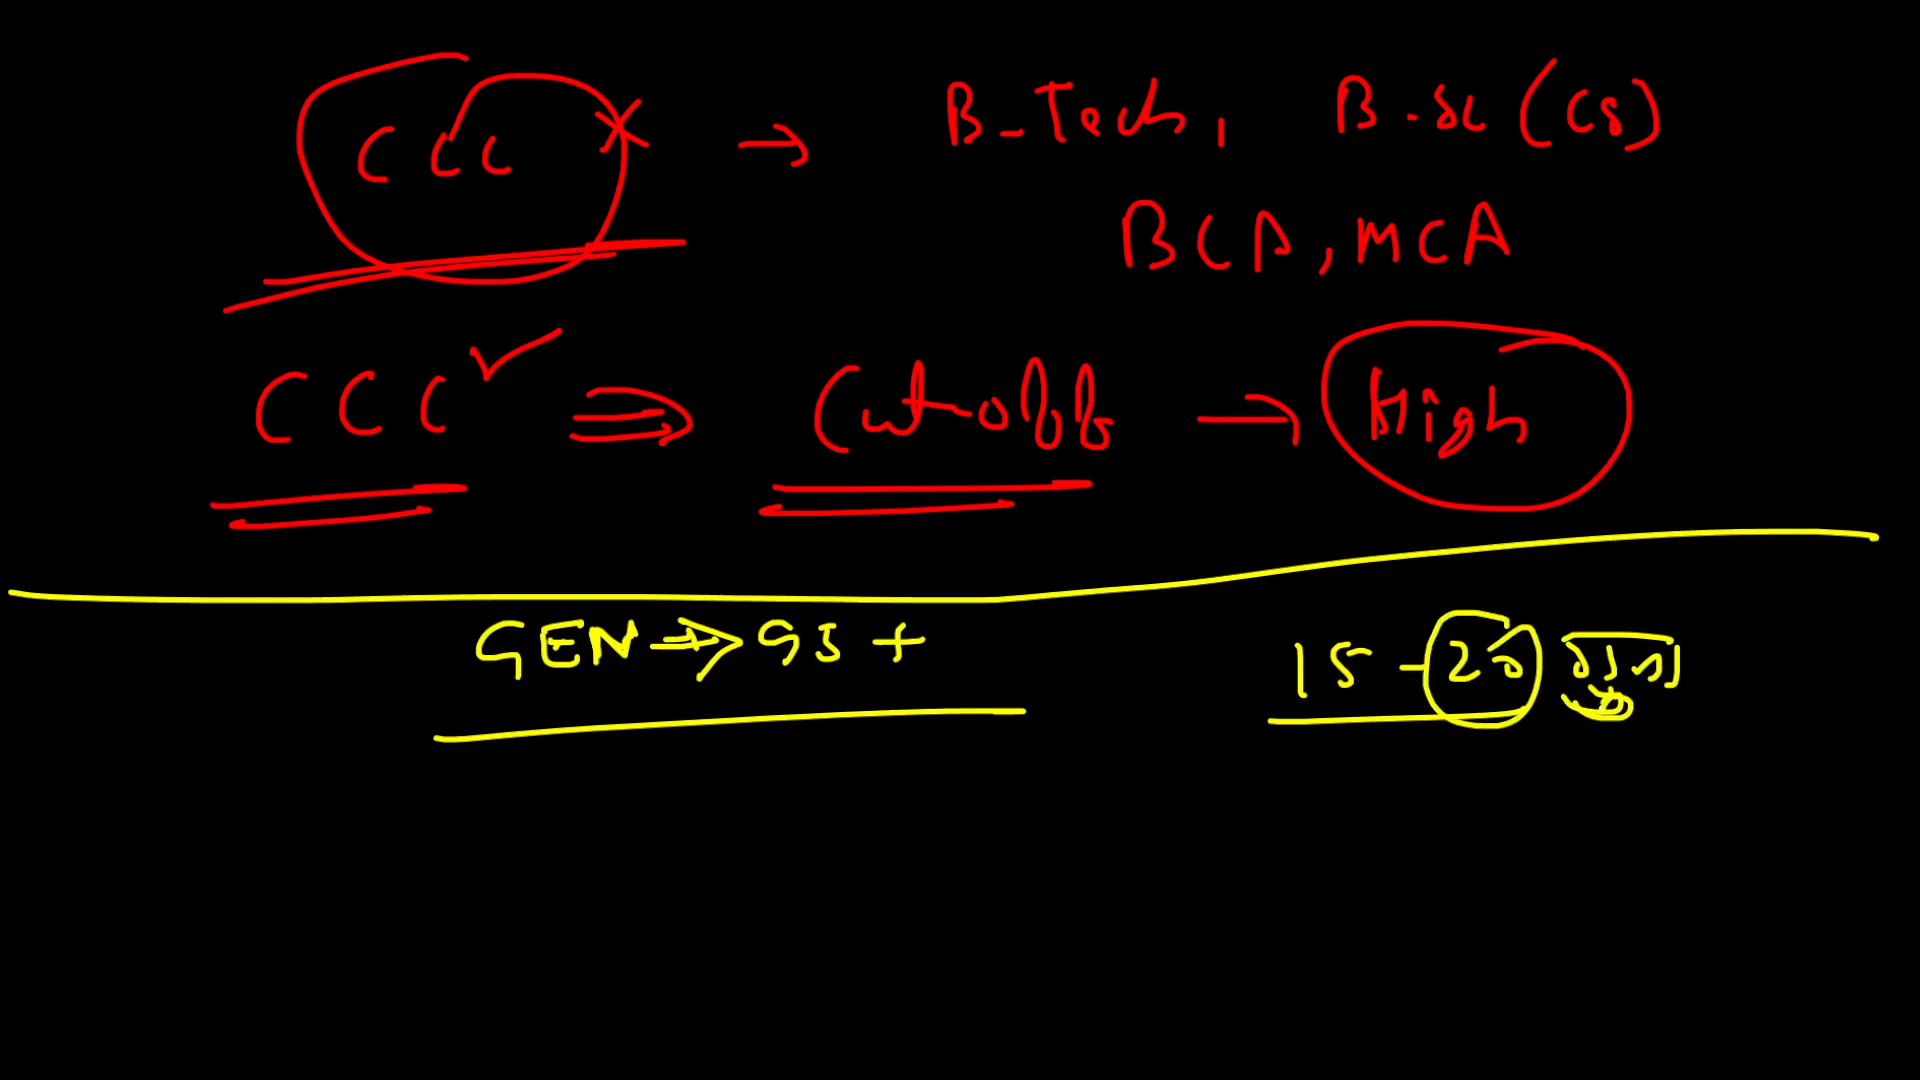 CCC → B-Tech, B.sc (CS)
BCA, MCA
CCC ⇒ Cut-off → High
GEN → 95 +
15 - 20